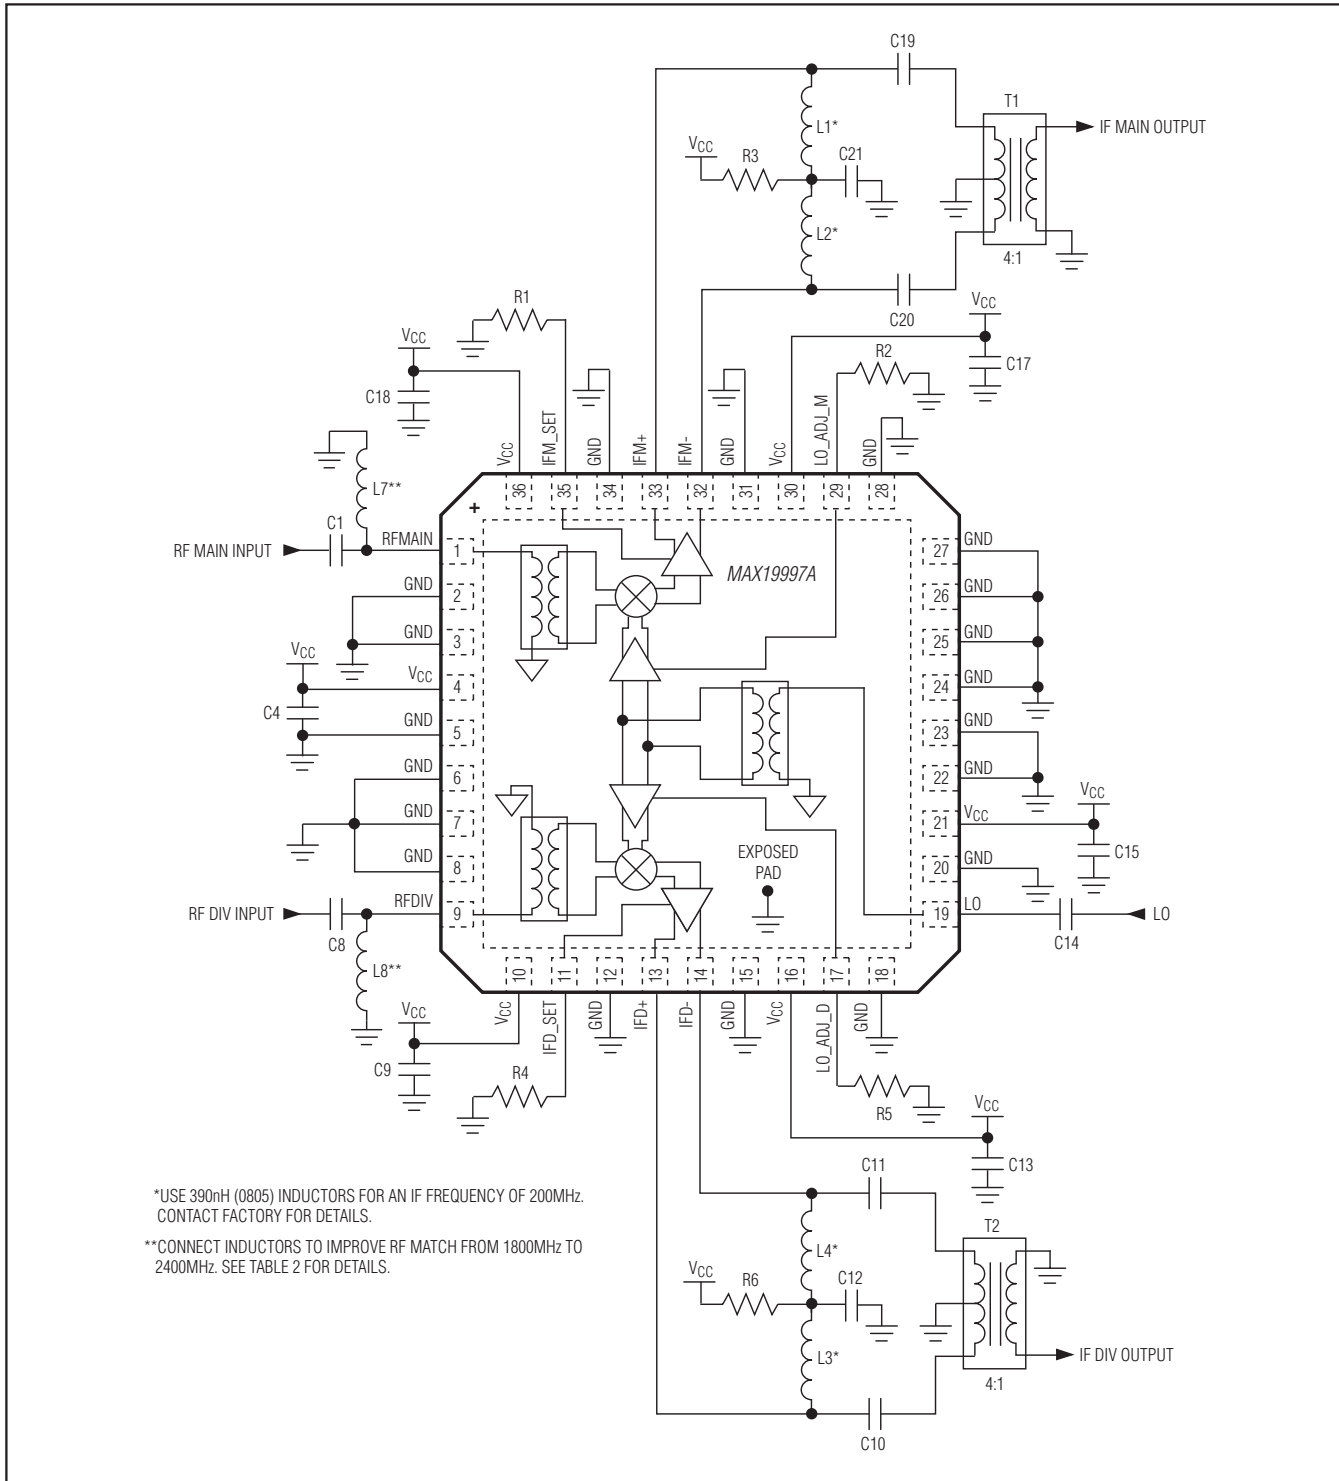 C19
T1
L1*
IF MAIN OUTPUT
VCC
R3
C21
L2*
4:1
R1
C20
VCC
VCC
R2
C17
C18
VCC
IFM_SET
GND
IFM+
IFM-
GND
VCC
LO_ADJ_M
GND
L7**
36
35
34
33
32
31
30
29
28
+
C1
RF MAIN INPUT
RFMAIN
1
MAX19997A
27
GND
GND
2
26
GND
GND
3
25
GND
VCC
VCC
4
24
GND
C4
GND
5
23
GND
GND
6
22
GND
VCC
GND
7
21
VCC
C15
GND
8
EXPOSED
PAD
20
GND
RF DIV INPUT
RFDIV
9
19
LO
LO
C8
C14
L8**
10
11
12
13
14
15
16
17
18
VCC
VCC
IFD_SET
GND
IFD+
IFD-
GND
VCC
LO_ADJ_D
GND
C9
R4
R5
VCC
C13
C11
*USE 390nH (0805) INDUCTORS FOR AN IF FREQUENCY OF 200MHz.
CONTACT FACTORY FOR DETAILS.
**CONNECT INDUCTORS TO IMPROVE RF MATCH FROM 1800MHz TO
2400MHz. SEE TABLE 2 FOR DETAILS.
T2
L4*
VCC
R6
C12
L3*
IF DIV OUTPUT
4:1
C10